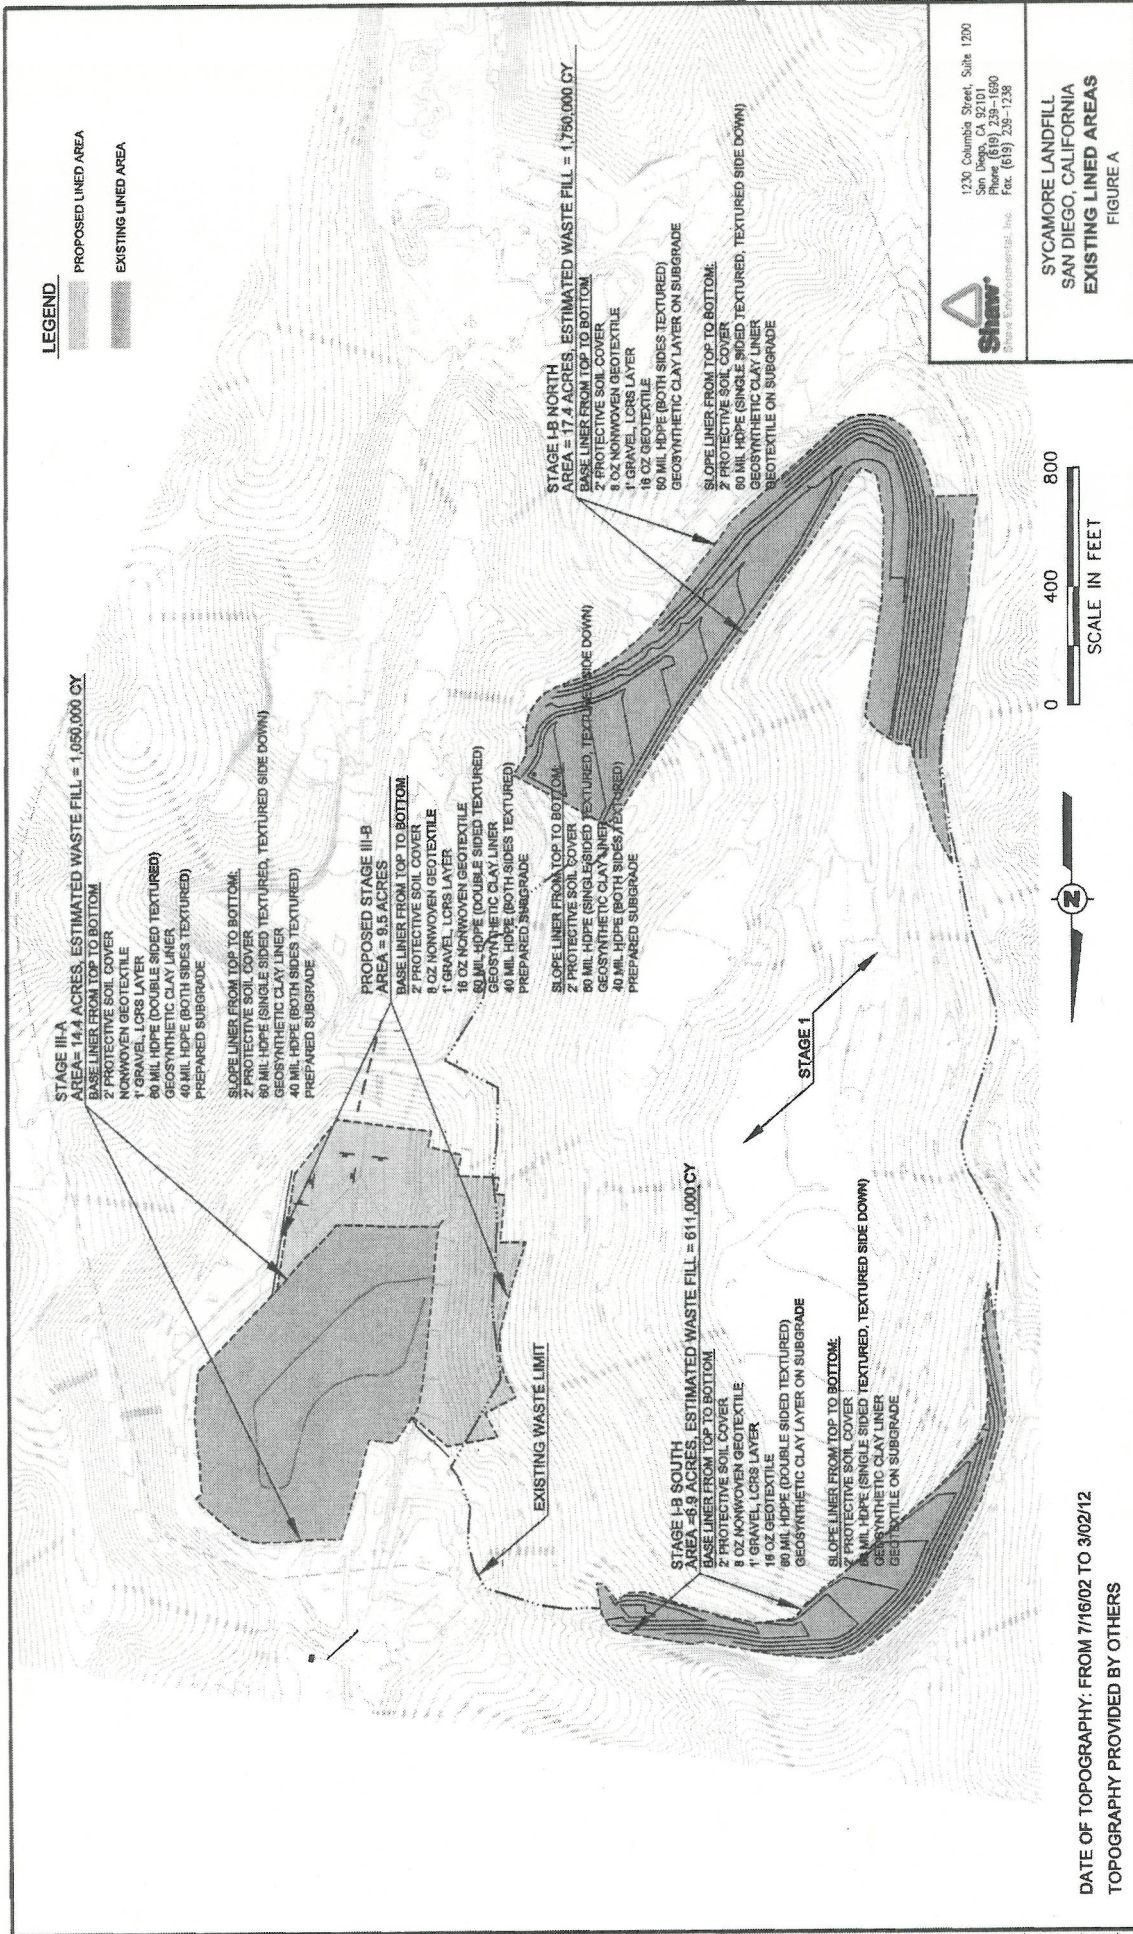 LEGEND
PROPOSED LINED AREA
EXISTING LINED AREA
STAGE III-A
AREA= 14.4 ACRES, ESTIMATED WASTE FILL = 1,050,000 CY
BASE LINER FROM TOP TO BOTTOM
2' PROTECTIVE SOIL COVER
NONWOVEN GEOTEXTILE
1' GRAVEL, LCRS LAYER
60 MIL HDPE (DOUBLE SIDED TEXTURED)
GEOSYNTHETIC CLAY LINER
40 MIL HDPE (BOTH SIDES TEXTURED)
PREPARED SUBGRADE
SLOPE LINER FROM TOP TO BOTTOM:
2' PROTECTIVE SOIL COVER
60 MIL HDPE (SINGLE SIDED TEXTURED, TEXTURED SIDE DOWN)
GEOSYNTHETIC CLAY LINER
40 MIL HDPE (BOTH SIDES TEXTURED)
PREPARED SUBGRADE
PROPOSED STAGE III-B
AREA = 9.5 ACRES
BASE LINER FROM TOP TO BOTTOM
2' PROTECTIVE SOIL COVER
8 OZ NONWOVEN GEOTEXTILE
1' GRAVEL, LCRS LAYER
16 OZ NONWOVEN GEOTEXTILE
60 MIL HDPE (DOUBLE SIDED TEXTURED)
GEOSYNTHETIC CLAY LINER
40 MIL HDPE (BOTH SIDES TEXTURED)
PREPARED SUBGRADE
SLOPE LINER FROM TOP TO BOTTOM:
2' PROTECTIVE SOIL COVER
60 MIL HDPE (SINGLE SIDED TEXTURED, TEXTURED SIDE DOWN)
GEOSYNTHETIC CLAY LINER
40 MIL HDPE (BOTH SIDES TEXTURED)
PREPARED SUBGRADE
STAGE I-B NORTH
AREA = 17.4 ACRES, ESTIMATED WASTE FILL = 1,750,000 CY
BASE LINER FROM TOP TO BOTTOM
2' PROTECTIVE SOIL COVER
8 OZ NONWOVEN GEOTEXTILE
1' GRAVEL, LCRS LAYER
16 OZ GEOTEXTILE
60 MIL HDPE (BOTH SIDES TEXTURED)
GEOSYNTHETIC CLAY LAYER ON SUBGRADE
SLOPE LINER FROM TOP TO BOTTOM:
2' PROTECTIVE SOIL COVER
60 MIL HDPE (SINGLE SIDED TEXTURED, TEXTURED SIDE DOWN)
GEOSYNTHETIC CLAY LINER
GEOTEXTILE ON SUBGRADE
EXISTING WASTE LIMIT
STAGE 1
STAGE I-B SOUTH
AREA =6.9 ACRES, ESTIMATED WASTE FILL = 611,000 CY
BASE LINER FROM TOP TO BOTTOM
2' PROTECTIVE SOIL COVER
8 OZ NONWOVEN GEOTEXTILE
1' GRAVEL, LCRS LAYER
16 OZ GEOTEXTILE
60 MIL HDPE (DOUBLE SIDED TEXTURED)
GEOSYNTHETIC CLAY LAYER ON SUBGRADE
SLOPE LINER FROM TOP TO BOTTOM:
2' PROTECTIVE SOIL COVER
60 MIL HDPE (SINGLE SIDED TEXTURED, TEXTURED SIDE DOWN)
GEOSYNTHETIC CLAY LINER
GEOTEXTILE ON SUBGRADE
Z
0 400 800
SCALE IN FEET
DATE OF TOPOGRAPHY: FROM 7/16/02 TO 3/02/12
TOPOGRAPHY PROVIDED BY OTHERS
Shaw
Shaw Environmental, Inc.
1230 Columbia Street, Suite 1200
San Diego, CA 92101
Phone (619) 239-1690
Fax. (619) 239-1238
SYCAMORE LANDFILL
SAN DIEGO, CALIFORNIA
EXISTING LINED AREAS
FIGURE A